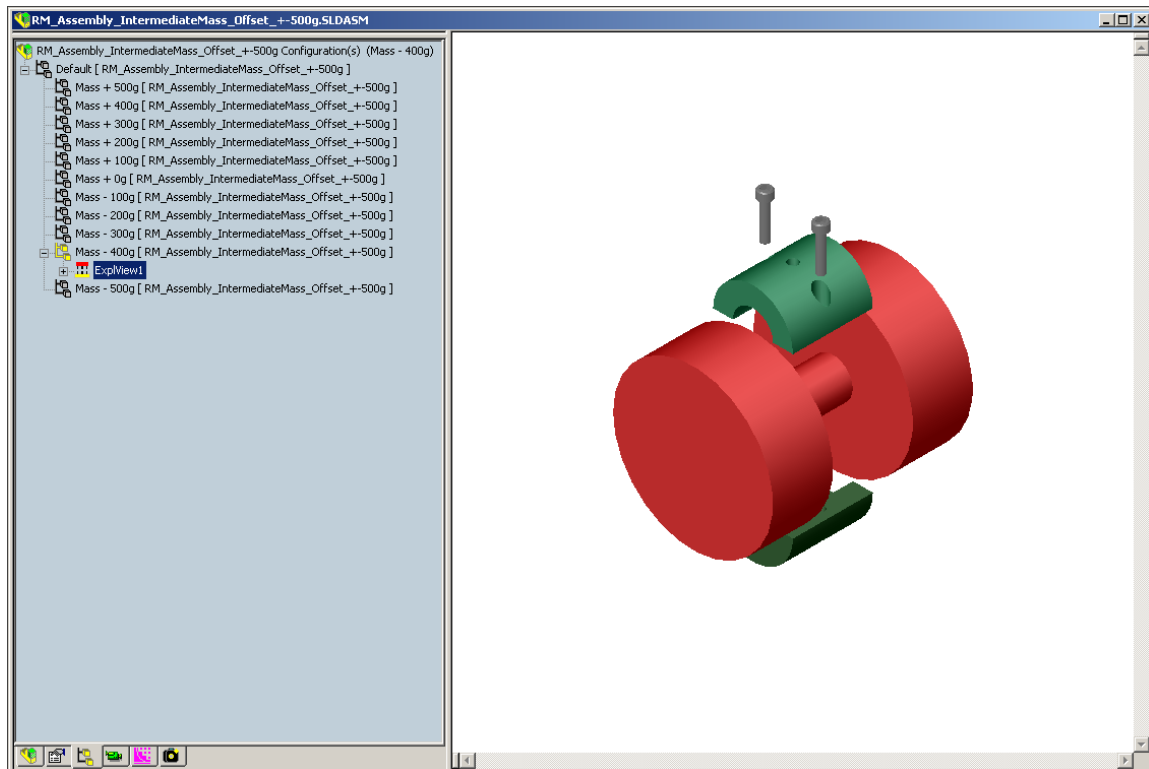 RM_Assembly_IntermediateMass_Offset_+-500g.SLDASM
RM_Assembly_IntermediateMass_Offset_+-500g Configuration(s) (Mass - 400g)
Default [ RM_Assembly_IntermediateMass_Offset_+-500g ]
Mass + 500g [ RM_Assembly_IntermediateMass_Offset_+-500g ]
Mass + 400g [ RM_Assembly_IntermediateMass_Offset_+-500g ]
Mass + 300g [ RM_Assembly_IntermediateMass_Offset_+-500g ]
Mass + 200g [ RM_Assembly_IntermediateMass_Offset_+-500g ]
Mass + 100g [ RM_Assembly_IntermediateMass_Offset_+-500g ]
Mass + 0g [ RM_Assembly_IntermediateMass_Offset_+-500g ]
Mass - 100g [ RM_Assembly_IntermediateMass_Offset_+-500g ]
Mass - 200g [ RM_Assembly_IntermediateMass_Offset_+-500g ]
Mass - 300g [ RM_Assembly_IntermediateMass_Offset_+-500g ]
Mass - 400g [ RM_Assembly_IntermediateMass_Offset_+-500g ]
ExplView1
Mass - 500g [ RM_Assembly_IntermediateMass_Offset_+-500g ]